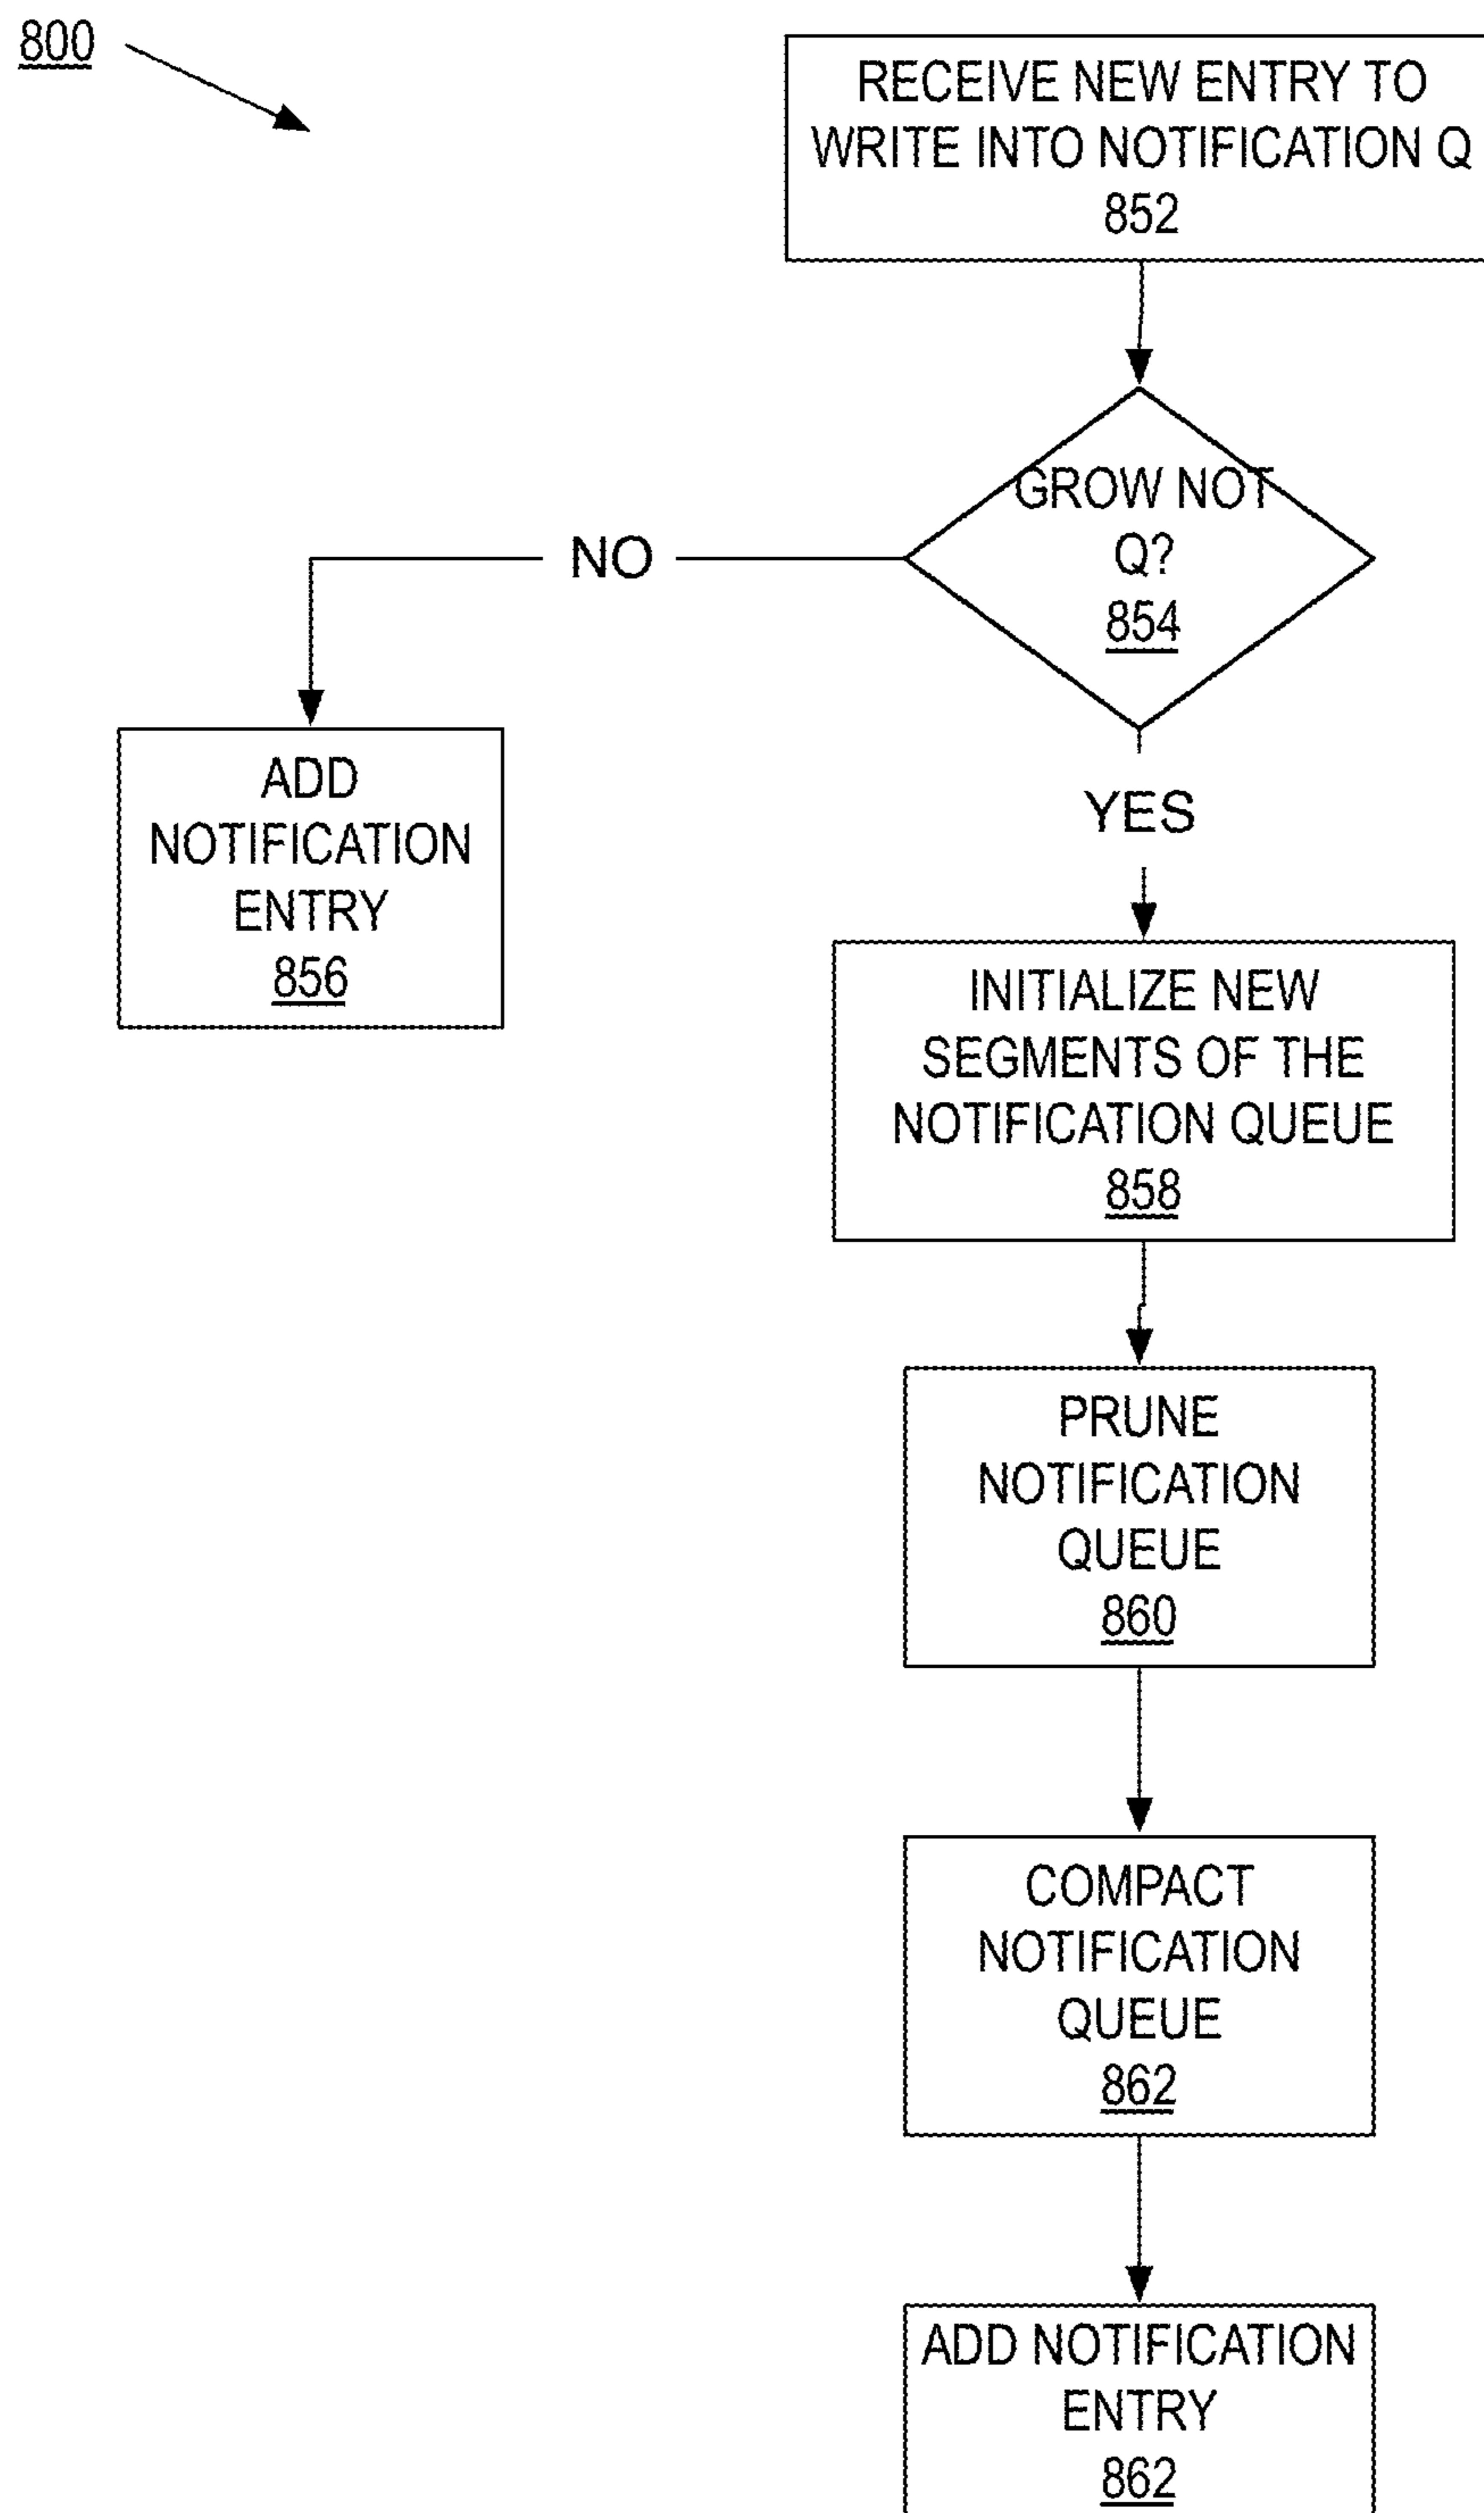 800
RECEIVE NEW ENTRY TO
WRITE INTO NOTIFICATION Q
852
GROW NOT
Q?
854
NO
YES
ADD
NOTIFICATION
ENTRY
856
INITIALIZE NEW
SEGMENTS OF THE
NOTIFICATION QUEUE
858
PRUNE
NOTIFICATION
QUEUE
860
COMPACT
NOTIFICATION
QUEUE
862
ADD NOTIFICATION
ENTRY
862